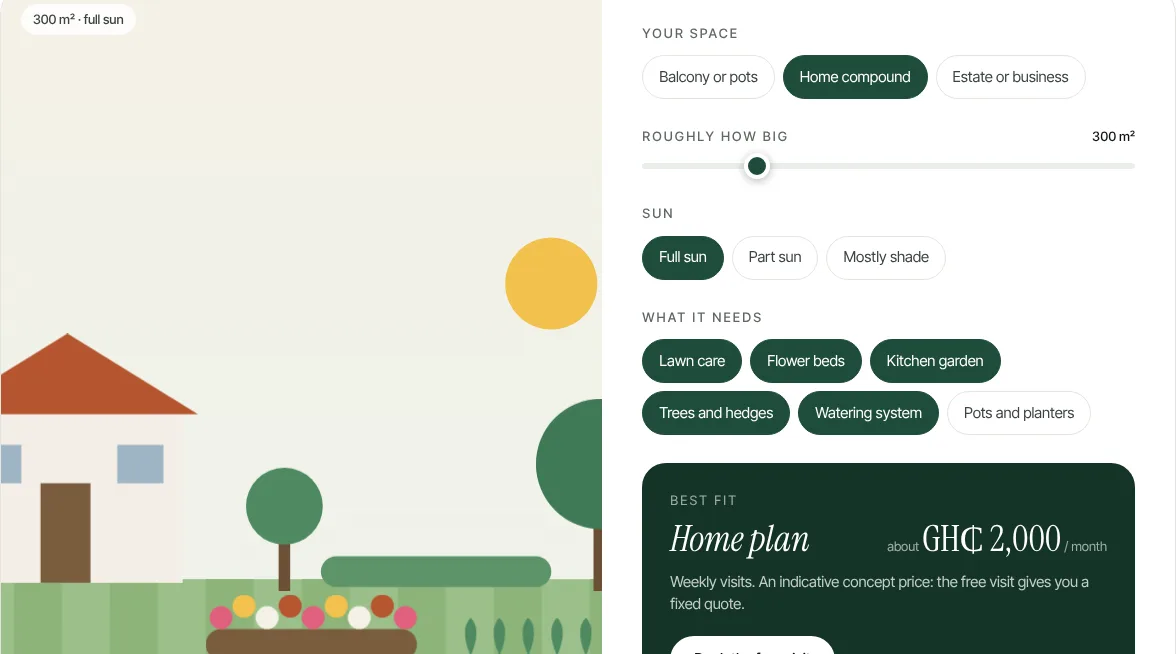 300 m² · full sun
YOUR SPACE
Balcony or pots
Home compound
Estate or business
ROUGHLY HOW BIG
300 m²
SUN
Full sun
Part sun
Mostly shade
WHAT IT NEEDS
Lawn care
Flower beds
Kitchen garden
Trees and hedges
Watering system
Pots and planters
BEST FIT
Home plan
about GH₵ 2,000 / month
Weekly visits. An indicative concept price: the free visit gives you a
fixed quote.